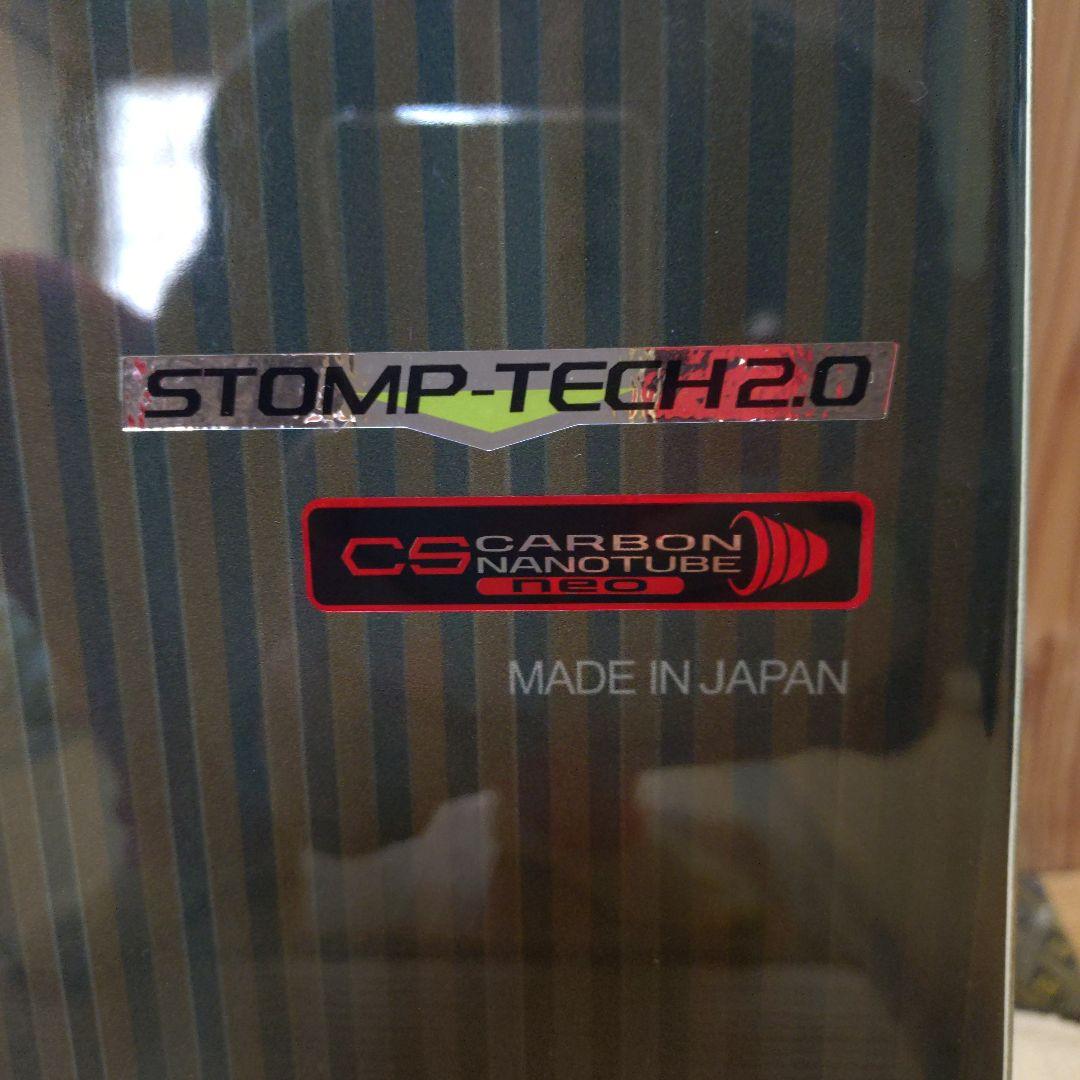 STOMP-TECH2.0
CS CARBON
NANOTUBE
neo
MADE IN JAPAN